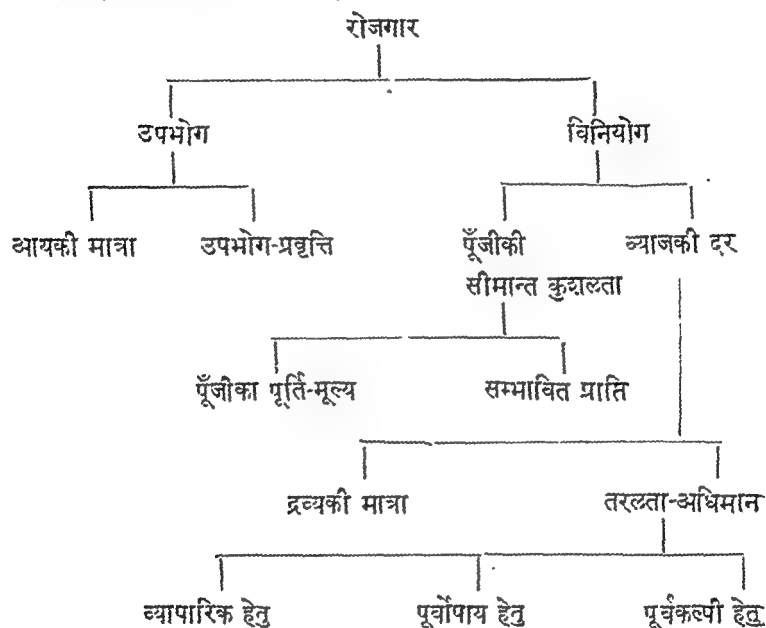 रोजगार
उपभोग विनियोग
आयकी मात्रा उपभोग-प्रवृत्ति पूँजीकी ब्याजकी दर
सीमान्त कुशलता
पूँजीका पूर्ति-मूल्य सम्भावित प्राप्ति
द्रव्यकी मात्रा तरलता-अधिमान
व्यापारिक हेतु पूर्वोपाय हेतु पूर्वकल्पी हेतु